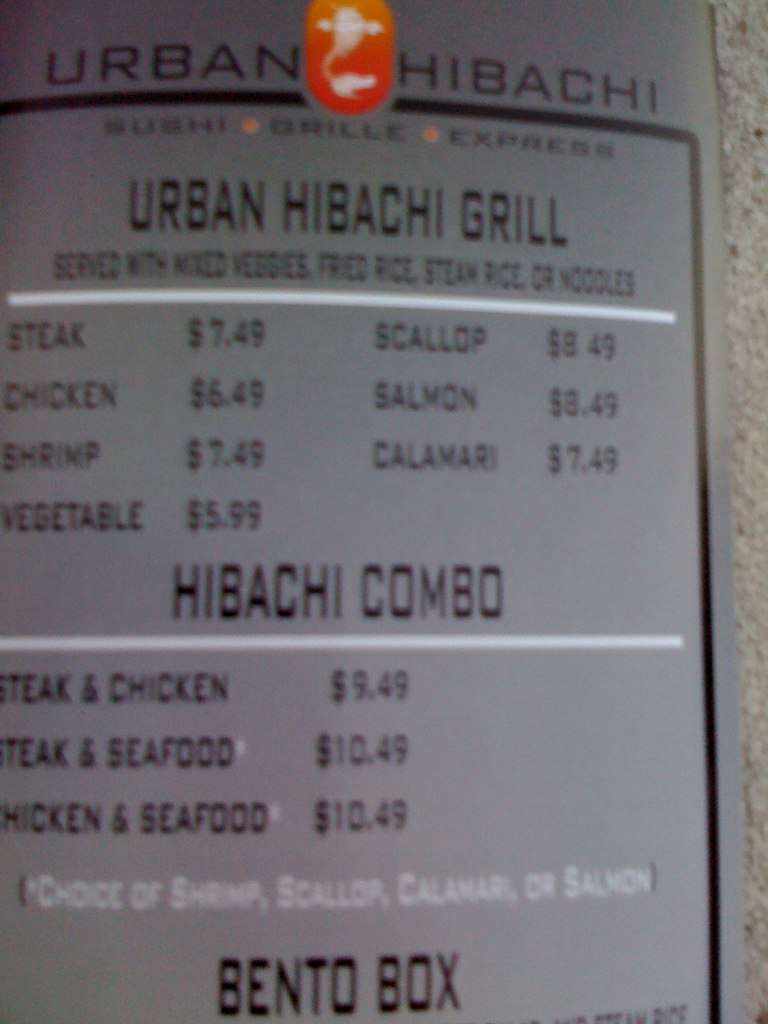 URBAN HIBACHI
SUSHI • GRILLE • EXPRESS
URBAN HIBACHI GRILL
SERVED WITH MIXED VEGGIES, FRIED RICE, STEAM RICE, OR NOODLES
STEAK $7.49 SCALLOP $8.49
CHICKEN $6.49 SALMON $8.49
SHRIMP $7.49 CALAMARI $7.49
VEGETABLE $5.99
HIBACHI COMBO
STEAK & CHICKEN $9.49
STEAK & SEAFOOD* $10.49
CHICKEN & SEAFOOD* $10.49
(*CHOICE OF SHRIMP, SCALLOP, CALAMARI, OR SALMON)
BENTO BOX
AND STEAM RICE